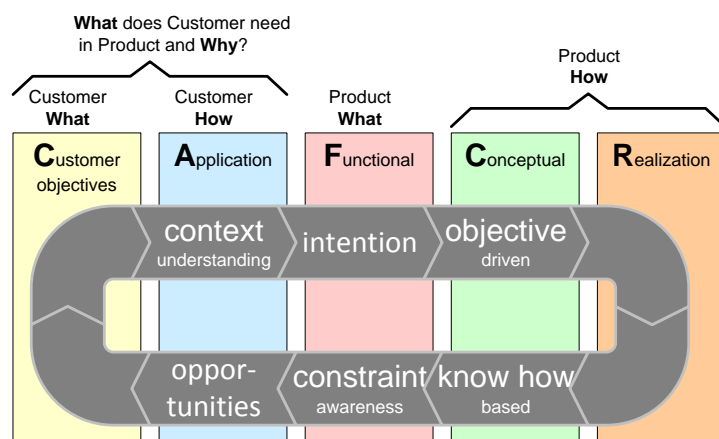 What does Customer need
in Product and Why?
Product
How
Customer
What
Customer
How
Product
What
Customer
objectives
Application
Functional
Conceptual
Realization
context
understanding
intention
objective
driven
oppor-
tunities
constraint
awareness
know how
based